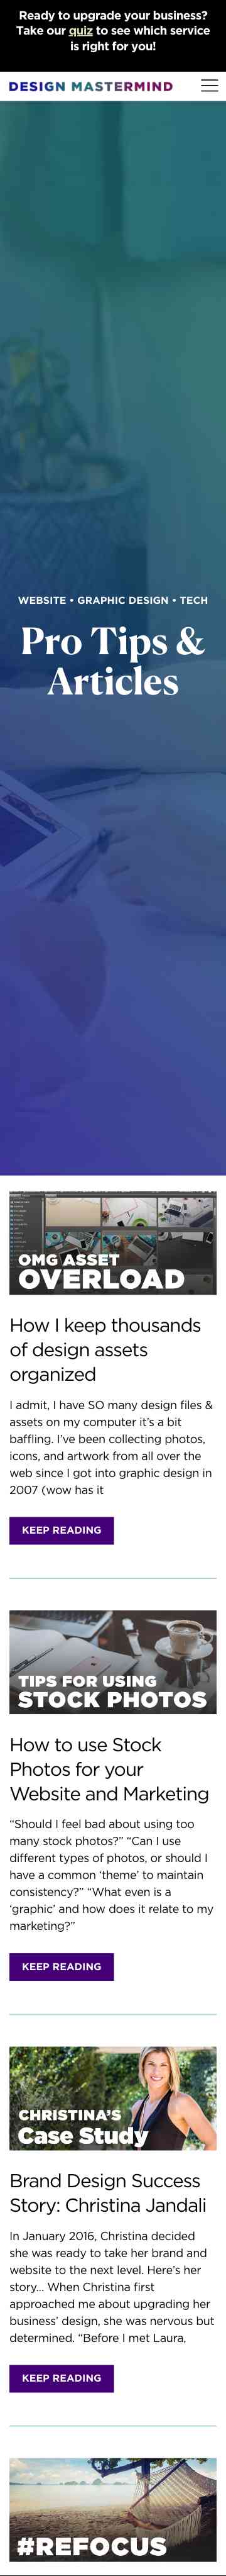 Ready to upgrade your business?
Take our quiz to see which service
is right for you!
DESIGN MASTERMIND
WEBSITE • GRAPHIC DESIGN • TECH
Pro Tips &
Articles
OMG ASSET
OVERLOAD
How I keep thousands
of design assets
organized
I admit, I have SO many design files &
assets on my computer it’s a bit
baffling. I’ve been collecting photos,
icons, and artwork from all over the
web since I got into graphic design in
2007 (wow has it
KEEP READING
TIPS FOR USING
STOCK PHOTOS
How to use Stock
Photos for your
Website and Marketing
“Should I feel bad about using too
many stock photos?” “Can I use
different types of photos, or should I
have a common ‘theme’ to maintain
consistency?” “What even is a
‘graphic’ and how does it relate to my
marketing?”
KEEP READING
CHRISTINA’S
Case Study
Brand Design Success
Story: Christina Jandali
In January 2016, Christina decided
she was ready to take her brand and
website to the next level. Here’s her
story… When Christina first
approached me about upgrading her
business’ design, she was nervous but
determined. “Before I met Laura,
KEEP READING
#REFOCUS